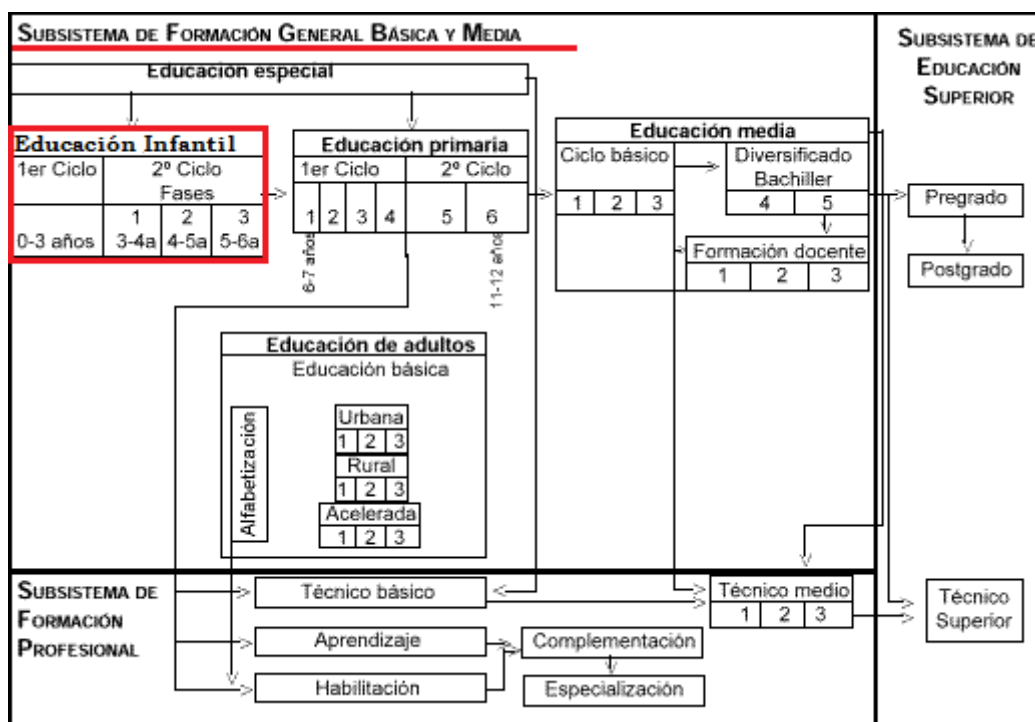 SUBSISTEMA DE FORMACIÓN GENERAL BÁSICA Y MEDIA
Educación especial
Educación Infantil
1er Ciclo 2º Ciclo
Fases
1 2 3
0-3 años 3-4a 4-5a 5-6a
Educación primaria
1er Ciclo 2º Ciclo
1 2 3 4 5 6
6-7 años
11-12 años
Educación media
Ciclo básico
1 2 3
Diversificado
Bachiller
4 5
Formación docente
1 2 3
SUBSISTEMA DE
EDUCACIÓN
SUPERIOR
Pregrado
Postgrado
Educación de adultos
Educación básica
Alfabetización
Urbana
1 2 3
Rural
1 2 3
Acelerada
1 2 3
SUBSISTEMA DE
FORMACIÓN
PROFESIONAL
Técnico básico
Aprendizaje
Habilitación
Complementación
Especialización
Técnico medio
1 2 3
Técnico
Superior